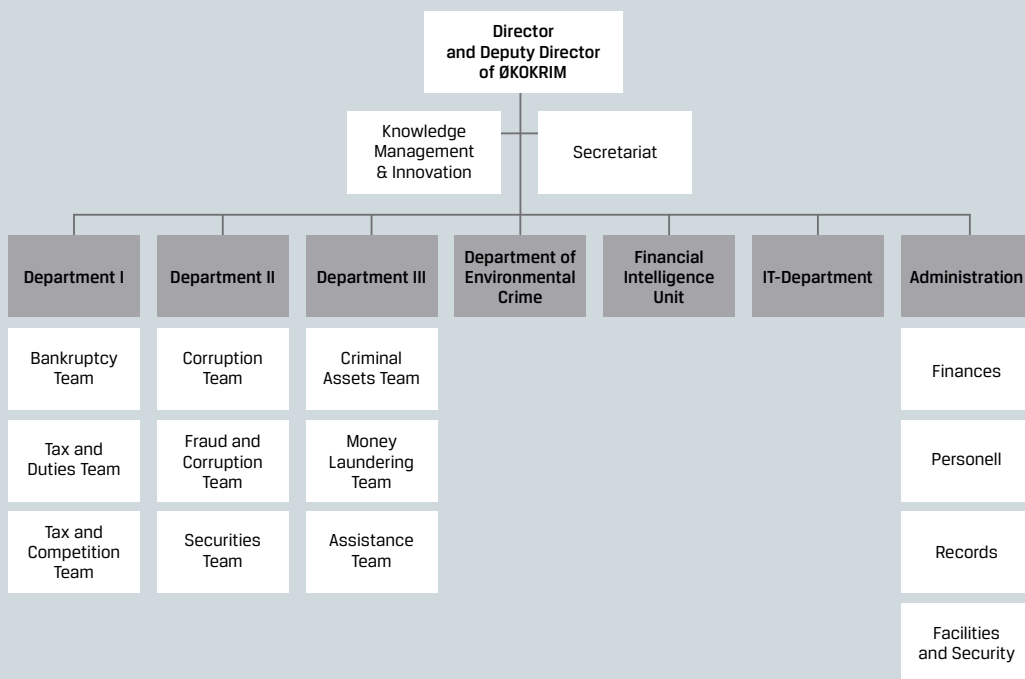 Director
and Deputy Director
of ØKOKRIM
Knowledge
Management
& Innovation
Secretariat
Department I
Department II
Department III
Department of
Environmental
Crime
Financial
Intelligence
Unit
IT-Department
Administration
Bankruptcy
Team
Corruption
Team
Criminal
Assets Team
Finances
Tax and
Duties Team
Fraud and
Corruption
Team
Money
Laundering
Team
Personell
Tax and
Competition
Team
Securities
Team
Assistance
Team
Records
Facilities
and Security